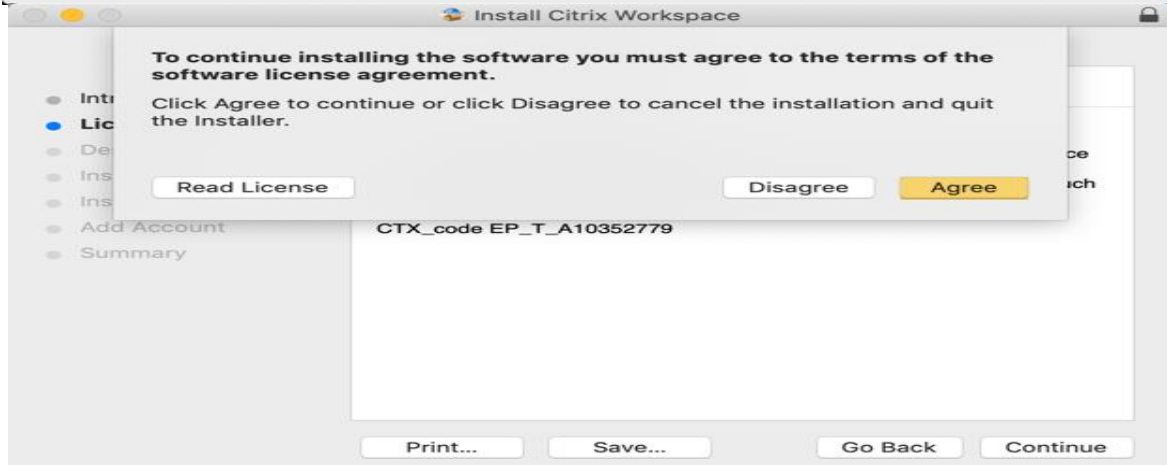 Install Citrix Workspace
To continue installing the software you must agree to the terms of the
software license agreement.
Click Agree to continue or click Disagree to cancel the installation and quit
the Installer.
Read License
Disagree
Agree
Add Account
Summary
CTX_code EP_T_A10352779
Print...
Save...
Go Back
Continue